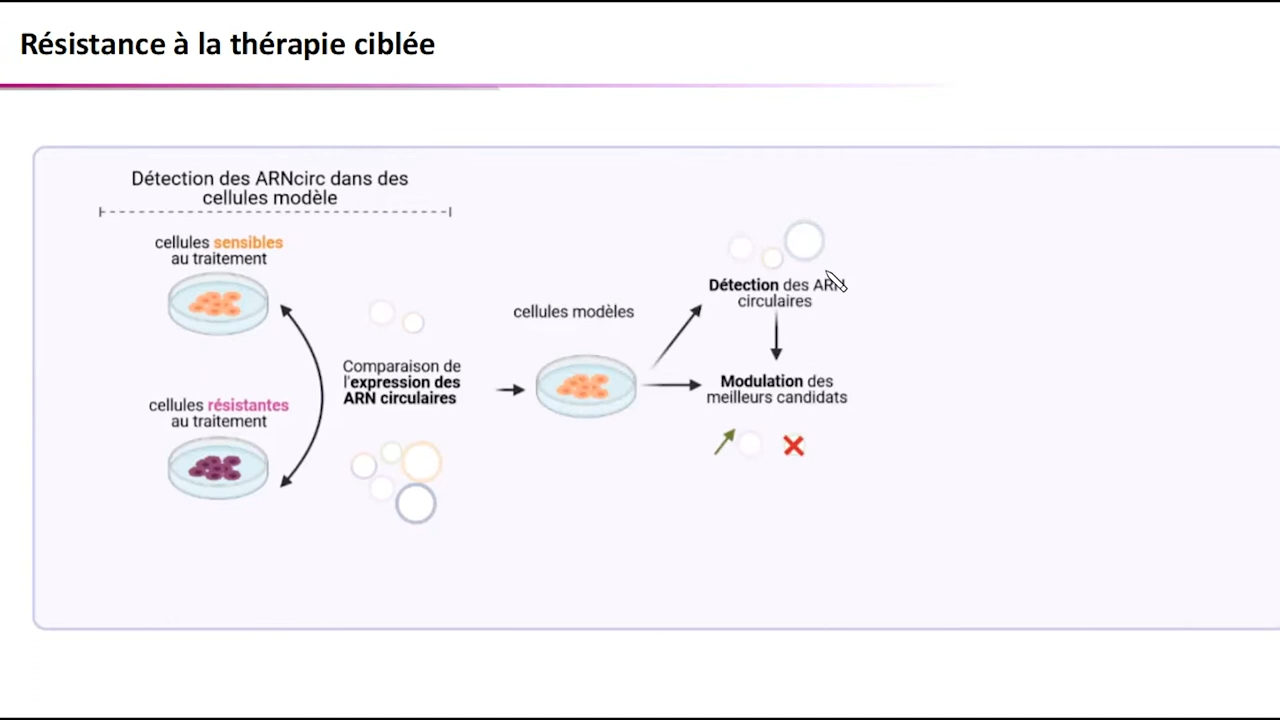 Résistance à la thérapie ciblée
Détection des ARNcirc dans des
cellules modèle
cellules sensibles
au traitement
cellules résistantes
au traitement
Comparaison de
l'expression des
ARN circulaires
cellules modèles
Détection des ARN
circulaires
Modulation des
meilleurs candidats